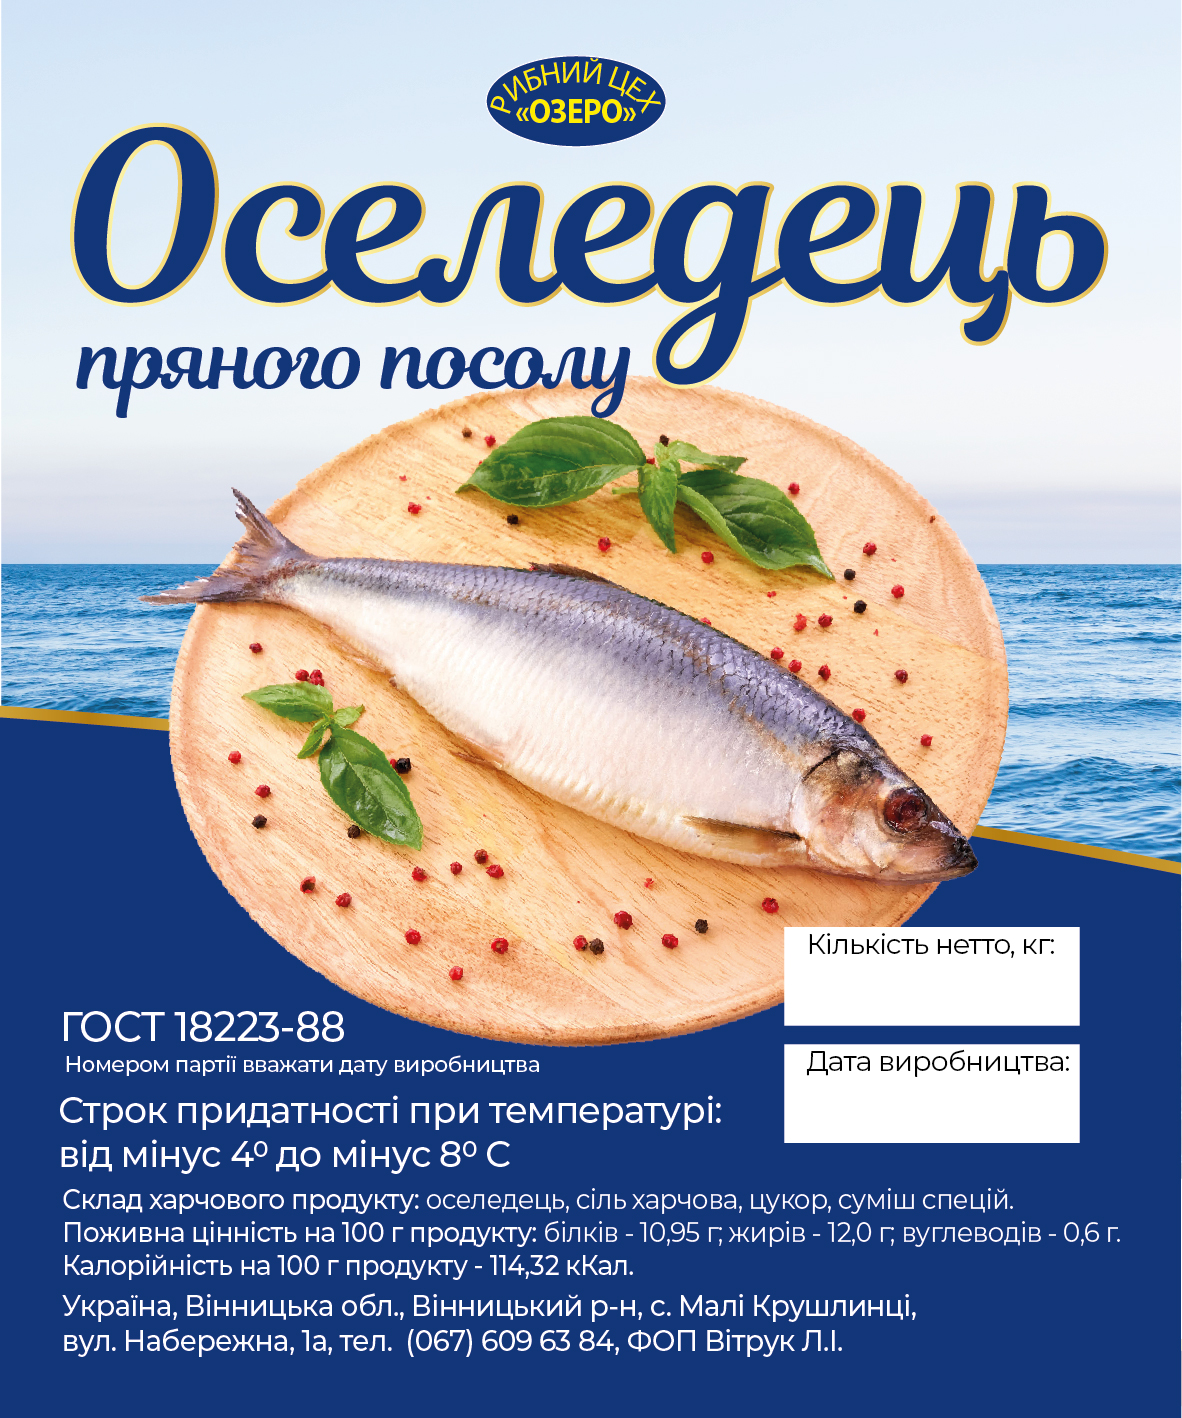 РИБНИЙ ЦЕХ
«ОЗЕРО»
Оселедець
пряного посолу
Кількість нетто, кг:
ГОСТ 18223-88
Номером партії вважати дату виробництва
Дата виробництва:
Строк придатності при температурі:
від мінус 4⁰ до мінус 8⁰ С
Склад харчового продукту: оселедець, сіль харчова, цукор, суміш спецій.
Поживна цінність на 100 г продукту: білків - 10,95 г; жирів - 12,0 г; вуглеводів - 0,6 г.
Калорійність на 100 г продукту - 114,32 кКал.
Україна, Вінницька обл., Вінницький р-н, с. Малі Крушлинці,
вул. Набережна, 1а, тел. (067) 609 63 84, ФОП Вітрук Л.І.